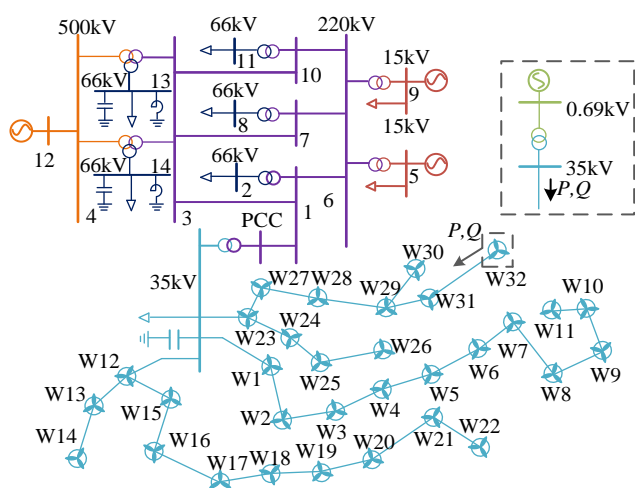 500kV
66kV
220kV
15kV
66kV
13
11
10
9
0.69kV
66kV
8
7
15kV
12
66kV
14
66kV
2
6
5
35kV
P,Q
4
3
PCC
1
P,Q
W30
W32
35kV
W27
W28
W29
W31
W10
W11
W23
W24
W26
W7
W12
W1
W25
W6
W9
W13
W15
W5
W8
W4
W14
W2
W3
W16
W20
W21
W22
W17
W18
W19